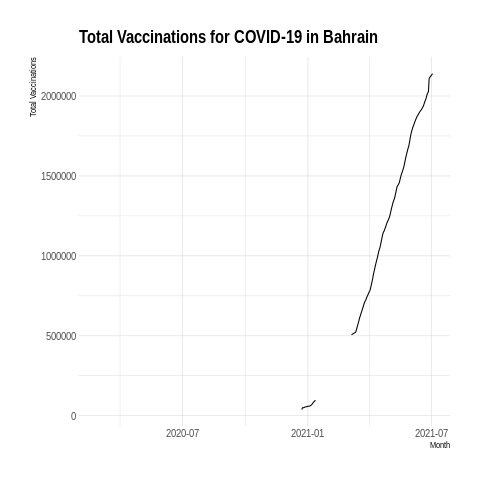 Total Vaccinations for COVID-19 in Bahrain
Total Vaccinations
2000000
1500000
1000000
500000
0
2020-07 2021-01 2021-07
Month